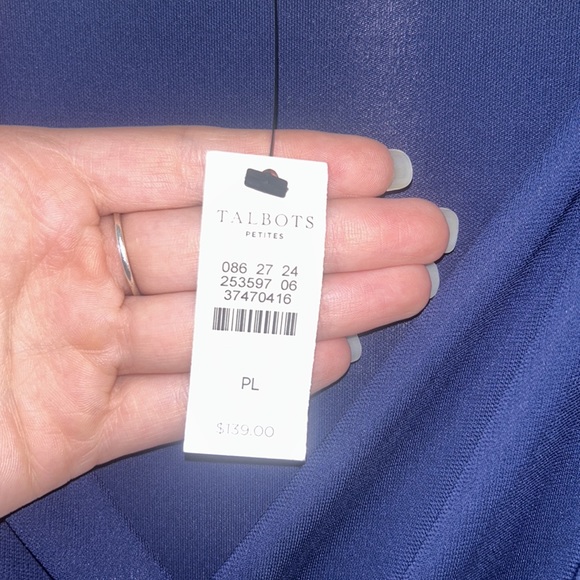 TALBOTS
PETITES
086 27 24
253597 06
37470416
PL
$139.00